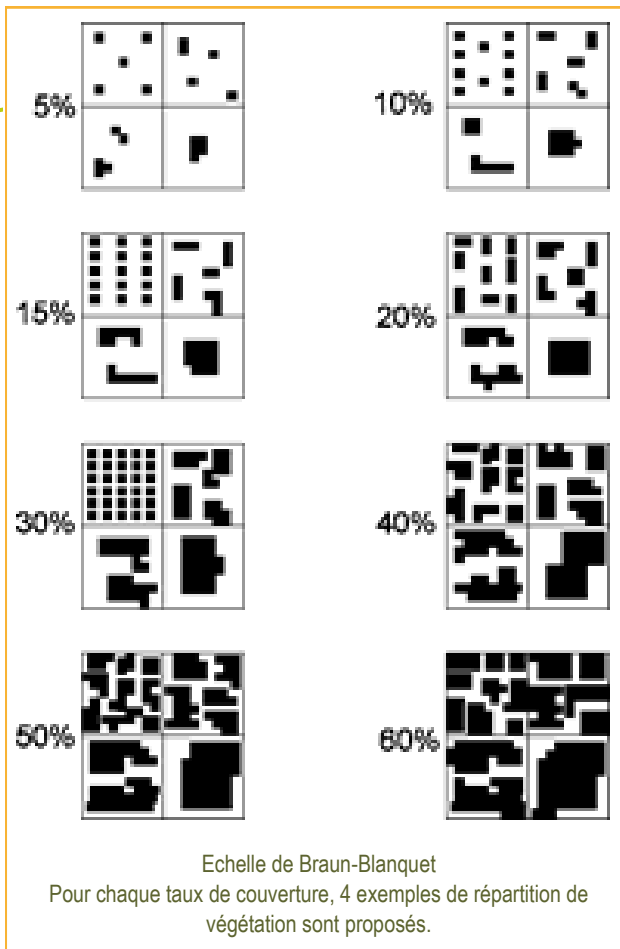 5%
10%
15%
20%
30%
40%
50%
60%
Echelle de Braun-Blanquet
Pour chaque taux de couverture, 4 exemples de répartition de
végétation sont proposés.